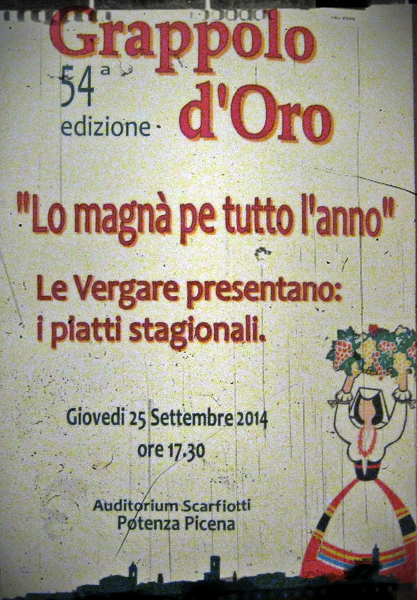 Grappolo
54ª
d'Oro
edizione
"Lo magnà pe tutto l'anno"
Le Vergare presentano:
i piatti stagionali.
Giovedi 25 Settembre 2014
ore 17.30
Auditorium Scarfiotti
Potenza Picena